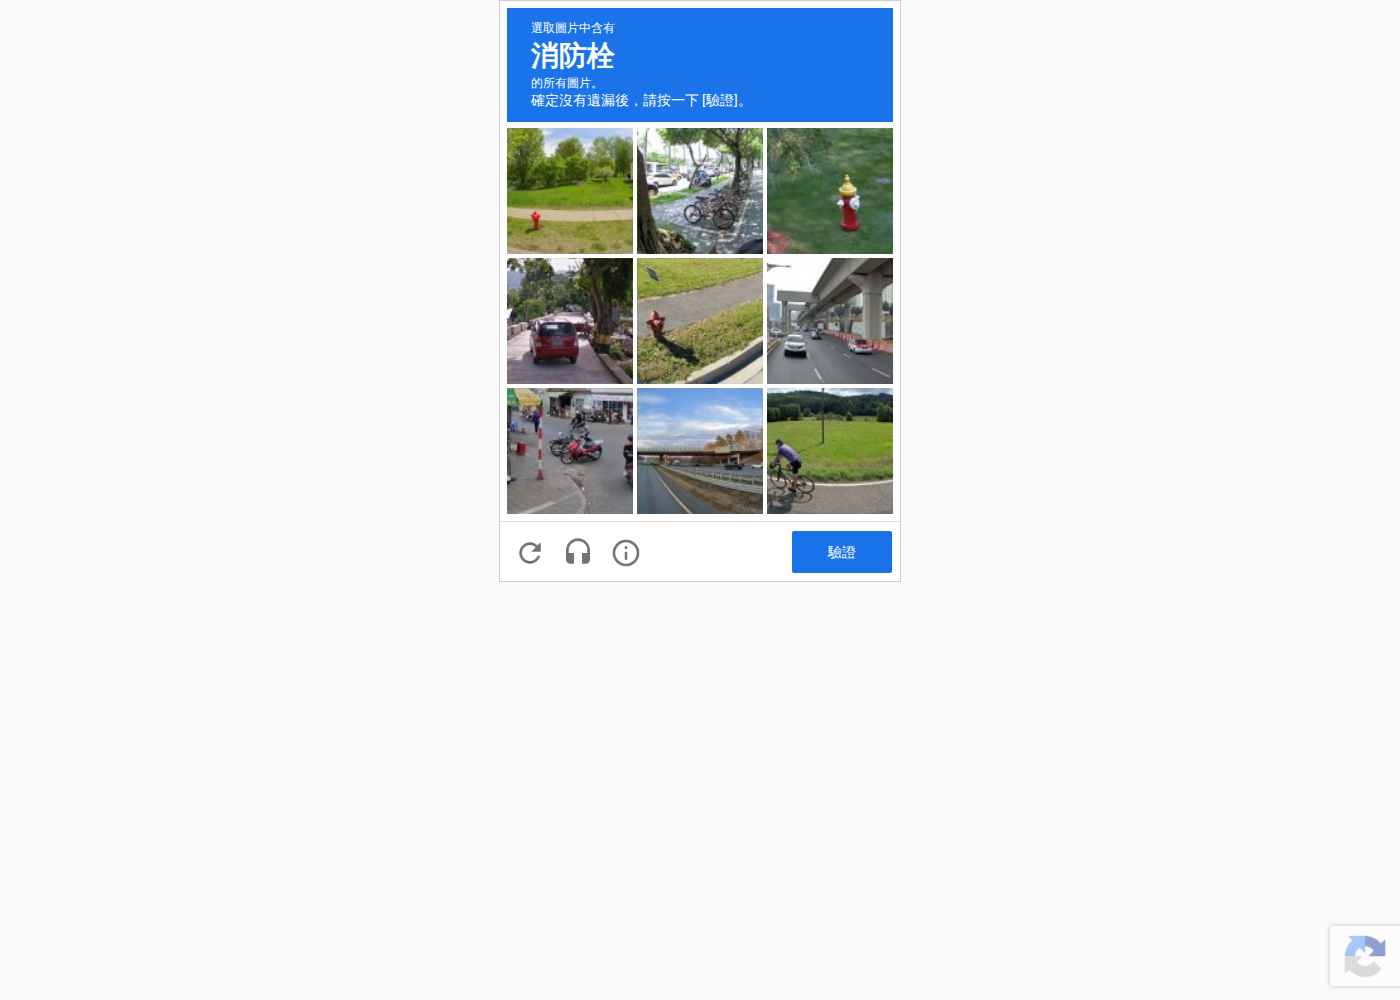 選取圖片中含有
消防栓
的所有圖片。
確定沒有遺漏後，請按一下 [驗證]。
驗證